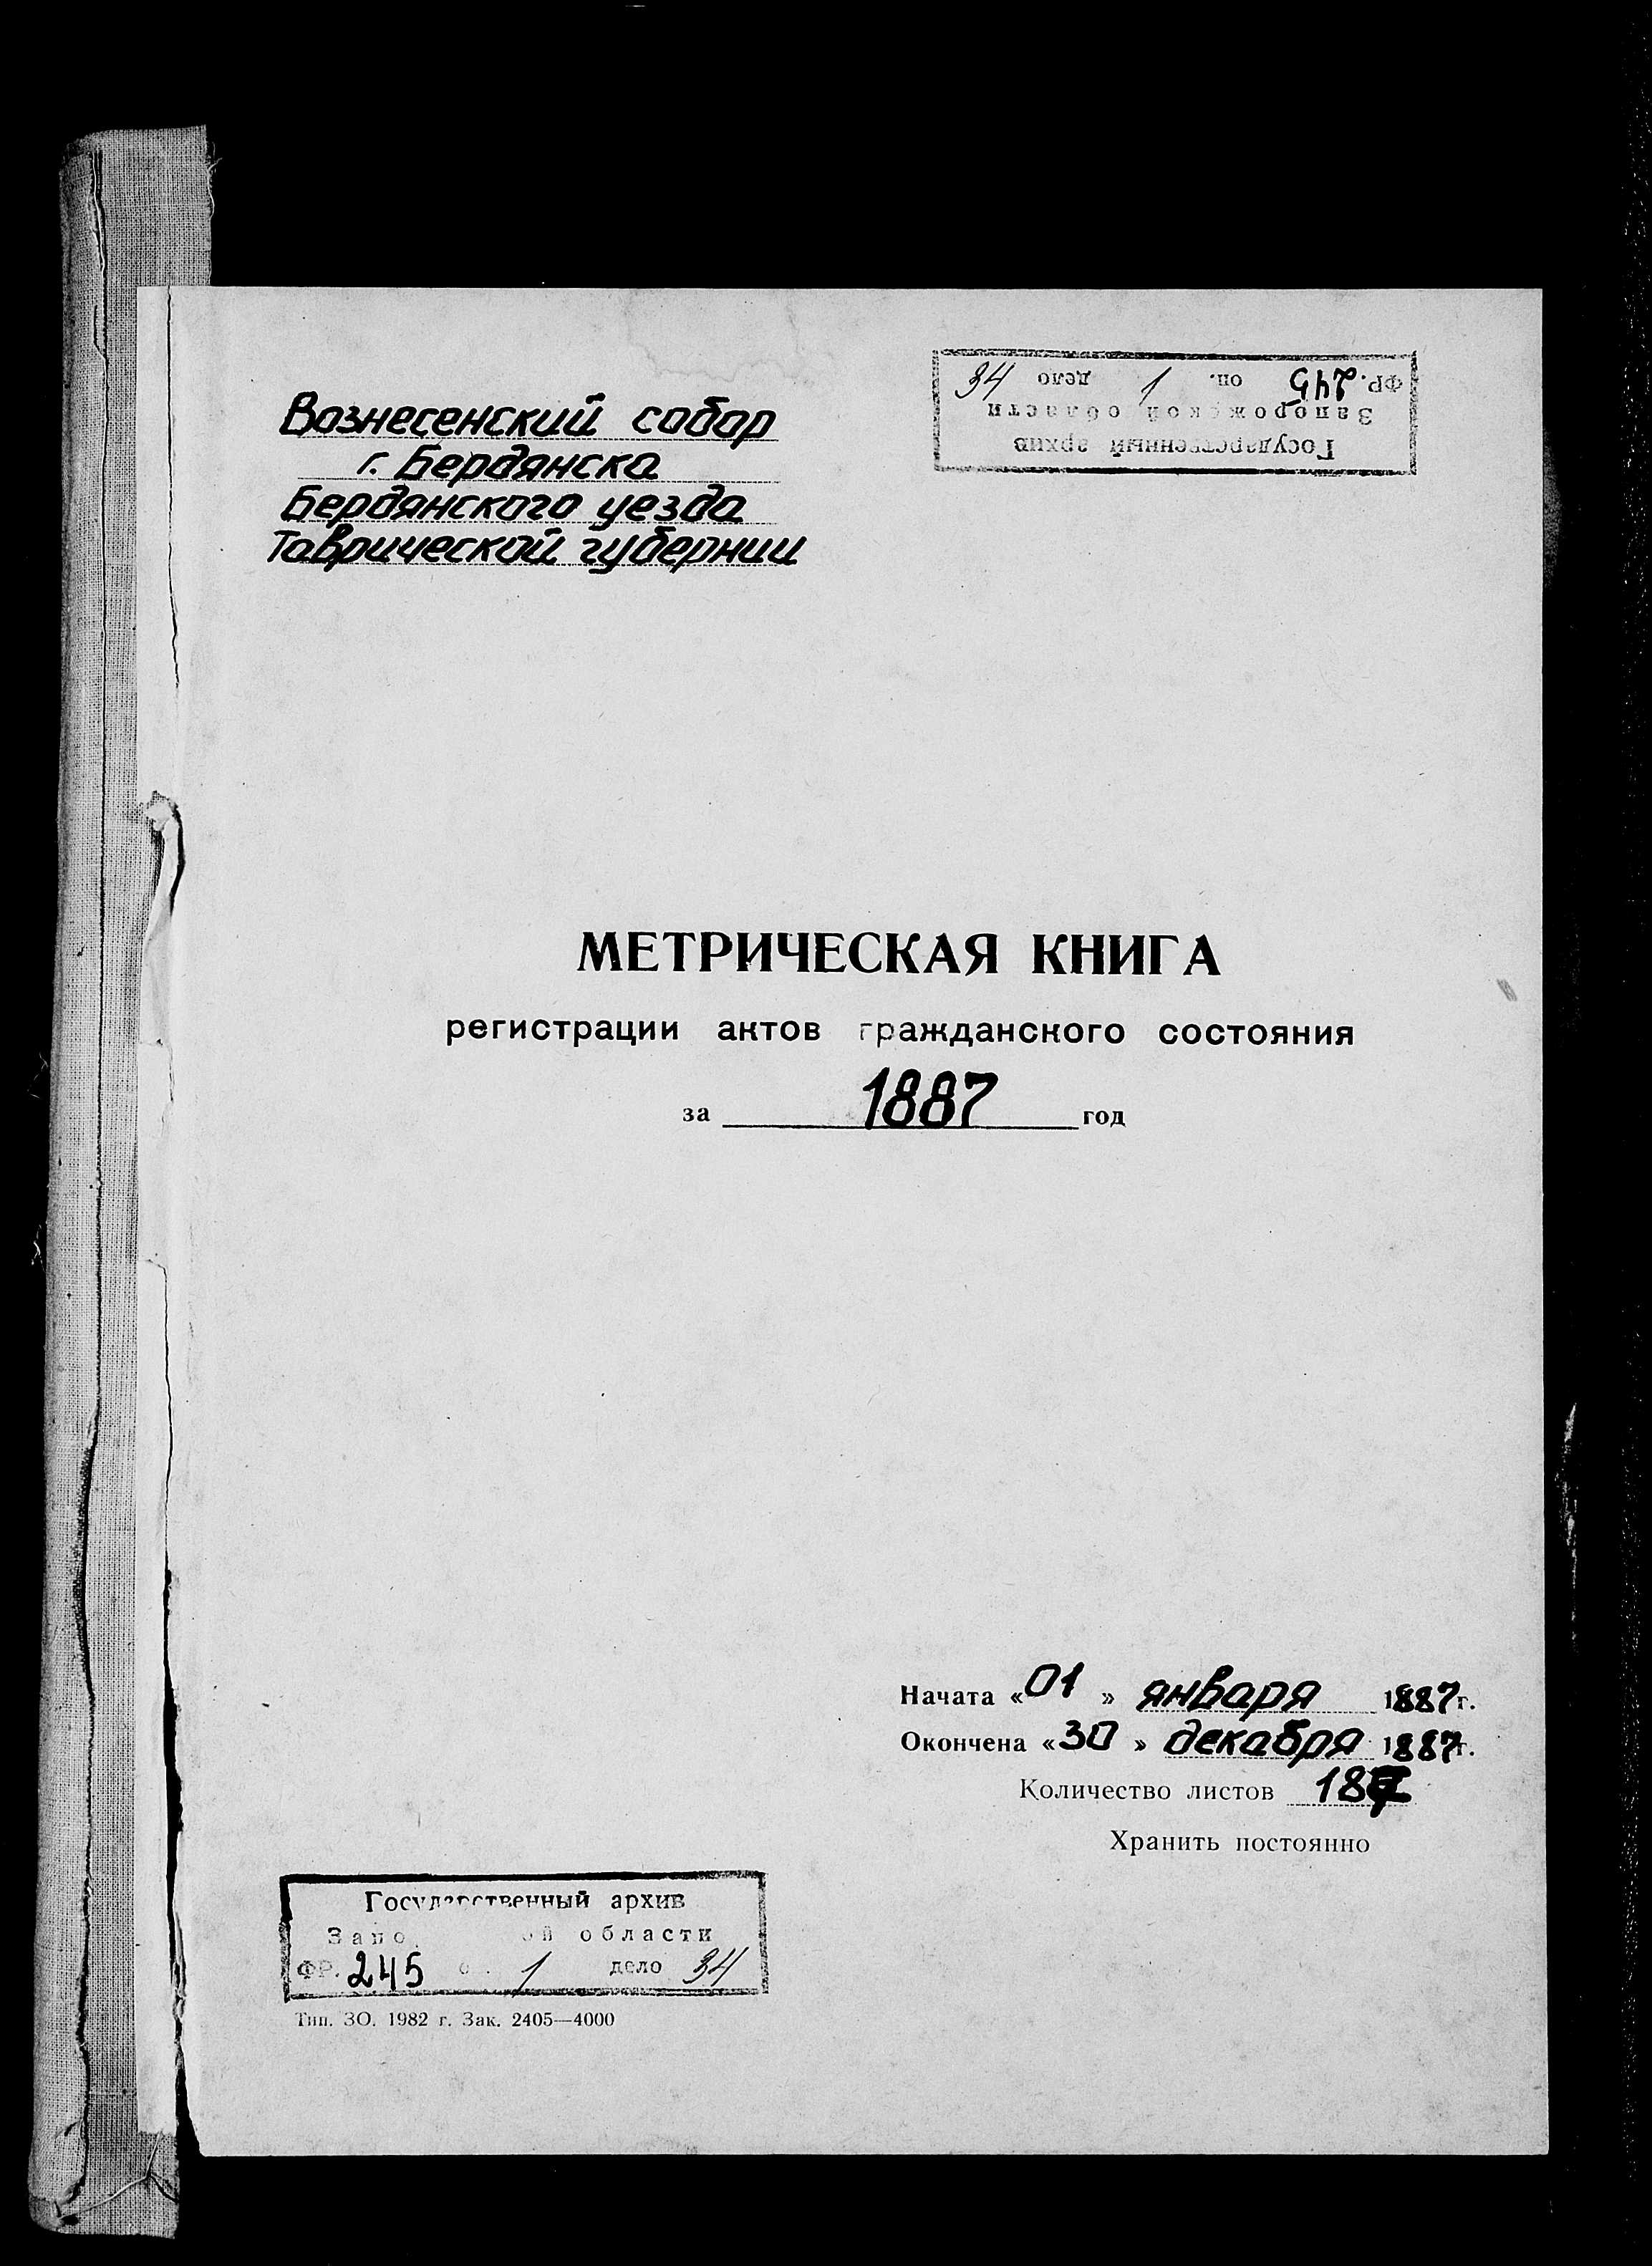 Вознесенский собор
г. Бердянска
Бердянского уезда
Таврической губернии
Государственный архив
Запорожской области
ФР. 245 оп. 1 дело 34
МЕТРИЧЕСКАЯ КНИГА
регистрации актов гражданского состояния
за 1887 год
Начата «01» января 1887 г.
Окончена «30» декабря 1887 г.
Количество листов
Хранить постоянно
Государственный архив
области
ФР. 245 1 дело 34
Тип. ЗО. 1982 г. Зак. 2405—4000